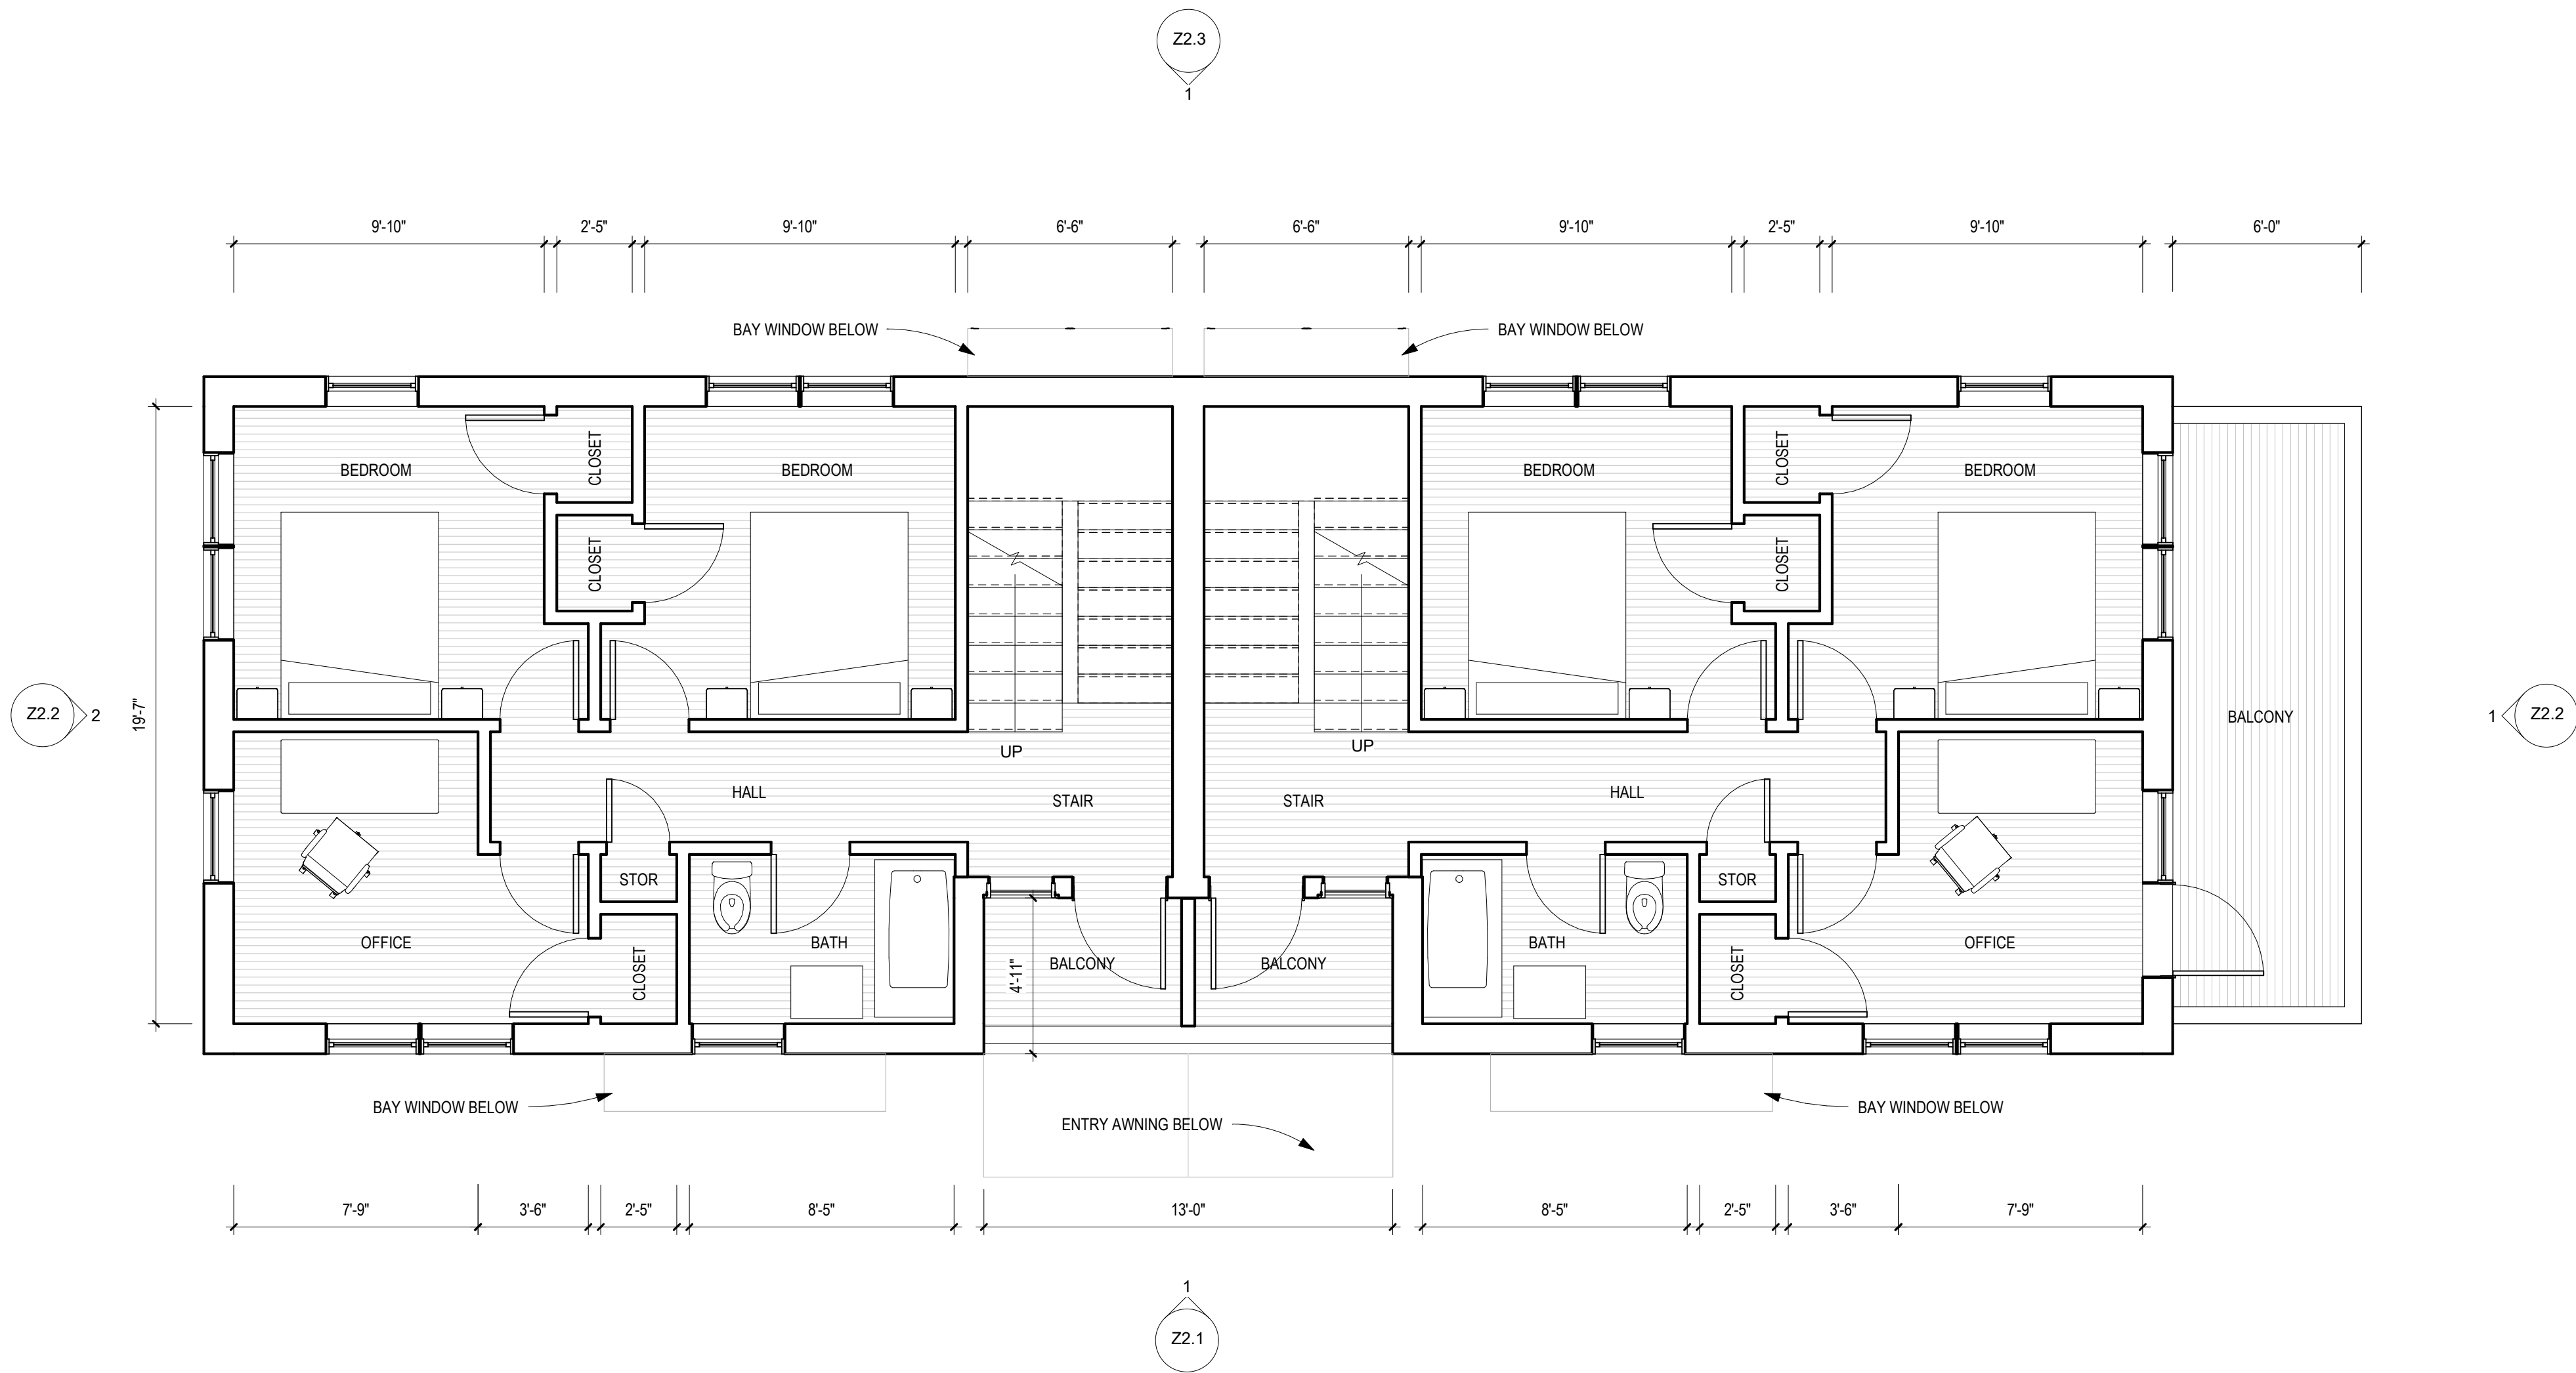 Z2.3
1
9'-10"
2'-5"
9'-10"
6'-6"
6'-6"
9'-10"
2'-5"
9'-10"
6'-0"
BAY WINDOW BELOW
BAY WINDOW BELOW
BEDROOM
CLOSET
BEDROOM
BEDROOM
CLOSET
BEDROOM
CLOSET
CLOSET
Z2.2
2
19'-7"
BALCONY
1
Z2.2
UP
UP
HALL
STAIR
STAIR
HALL
STOR
STOR
OFFICE
CLOSET
BATH
4'-11"
BALCONY
BALCONY
BATH
CLOSET
OFFICE
BAY WINDOW BELOW
ENTRY AWNING BELOW
BAY WINDOW BELOW
7'-9"
3'-6"
2'-5"
8'-5"
13'-0"
8'-5"
2'-5"
3'-6"
7'-9"
1
Z2.1